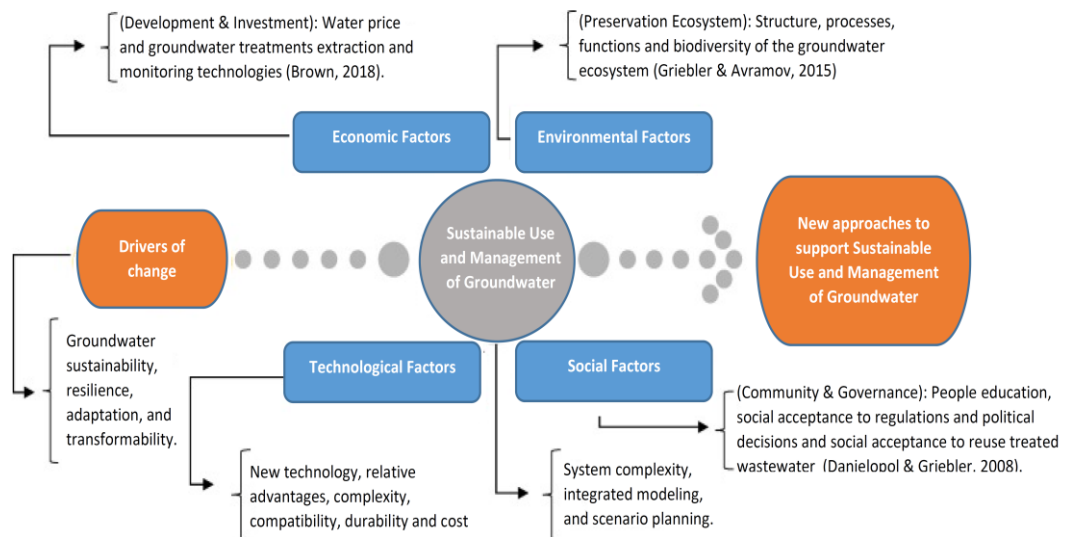 (Development & Investment): Water price
and groundwater treatments extraction and
monitoring technologies (Brown, 2018).
(Preservation Ecosystem): Structure, processes,
functions and biodiversity of the groundwater
ecosystem (Griebler & Avramov, 2015)
Economic Factors
Environmental Factors
Drivers of
change
Sustainable Use
and Management
of Groundwater
New approaches to
support Sustainable
Use and Management
of Groundwater
Groundwater
sustainability,
resilience,
adaptation, and
transformability.
Technological Factors
Social Factors
(Community & Governance): People education,
social acceptance to regulations and political
decisions and social acceptance to reuse treated
wastewater (Danielopol & Griebler, 2008).
New technology, relative
advantages, complexity,
compatibility, durability and cost
System complexity,
integrated modeling,
and scenario planning.